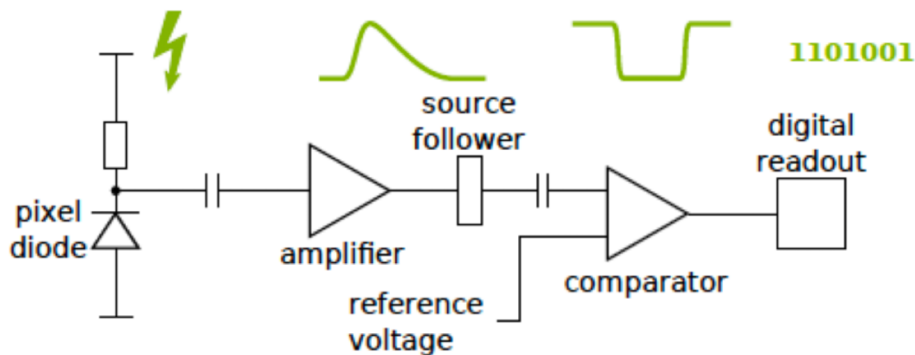 1101001
source
follower
digital
readout
pixel
diode
amplifier
comparator
reference
voltage